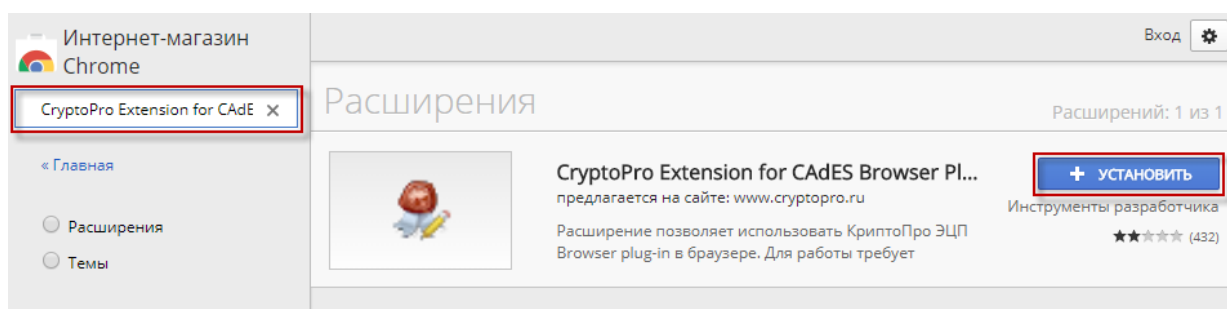 Интернет-магазин
Chrome
Вход
CryptoPro Extension for CAdE
Расширения
Расширений: 1 из 1
« Главная
Расширения
Темы
CryptoPro Extension for CAdES Browser Pl...
предлагается на сайте: www.cryptopro.ru
Расширение позволяет использовать КриптоПро ЭЦП
Browser plug-in в браузере. Для работы требует
+ УСТАНОВИТЬ
Инструменты разработчика
(432)